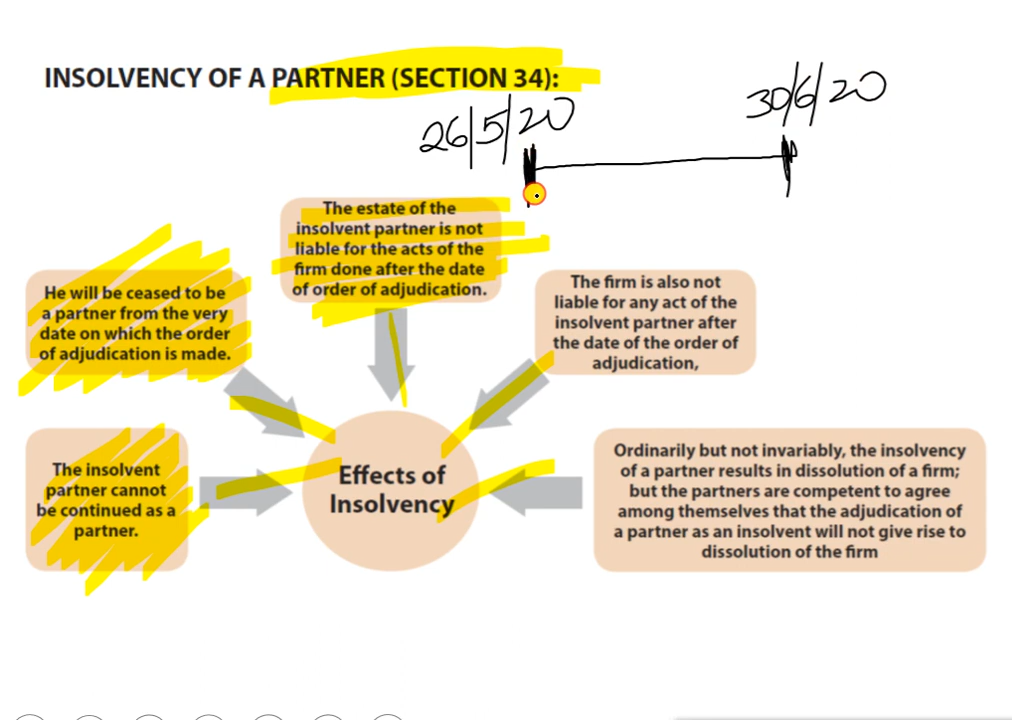 INSOLVENCY OF A PARTNER (SECTION 34):
26/5/20
30/6/20
The estate of the
insolvent partner is not
liable for the acts of the
firm done after the date
of order of adjudication.
He will be ceased to be
a partner from the very
date on which the order
of adjudication is made.
The firm is also not
liable for any act of the
insolvent partner after
the date of the order of
adjudication,
The insolvent
partner cannot
be continued as a
partner.
Effects of
Insolvency
Ordinarily but not invariably, the insolvency
of a partner results in dissolution of a firm;
but the partners are competent to agree
among themselves that the adjudication of
a partner as an insolvent will not give rise to
dissolution of the firm